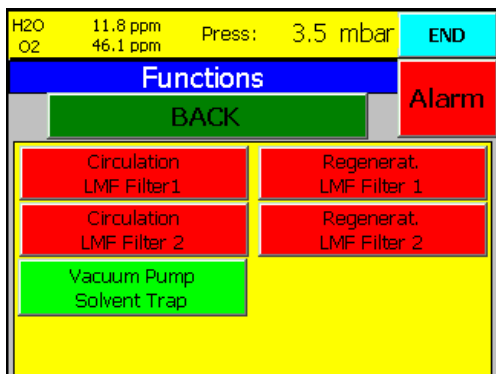 H2O 11.8 ppm Press: 3.5 mbar END
O2 46.1 ppm
Functions
Alarm
BACK
Circulation
LMF Filter1
Regenerat.
LMF Filter 1
Circulation
LMF Filter 2
Regenerat.
LMF Filter 2
Vacuum Pump
Solvent Trap